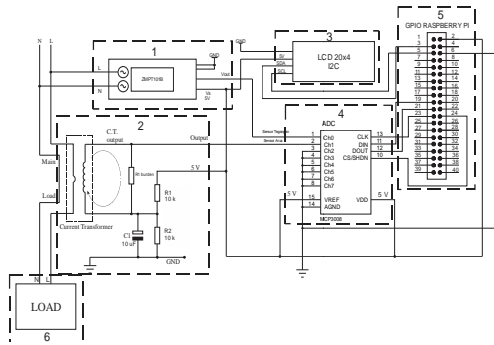 1
ZMPT101B
L
N
GND
Vout
Vs
5V
N
L
3
GND
LCD 20x4
I2C
5V
SDA
SCL
5
GPIO RASPBERRY PI
1
2
3
4
5
6
7
8
9
10
11
12
13
14
15
16
17
18
19
20
21
22
23
24
25
26
27
28
29
30
31
32
33
34
35
36
37
38
39
40
2
C.T.
output
Output
Main
Load
Rt burden
5 V
R1
10 k
R2
10 k
C1
10 uF
Current Transformer
GND
4
ADC
Sensor Tegangan
Sensor Arus
1 Ch0
2 Ch1
3 Ch2
4 Ch3
5 Ch4
6 Ch5
7 Ch6
8 Ch7
CLK 13
DIN 11
DOUT 12
CS/SHDN 10
5 V
15 VREF
14 AGND
VDD
5 V
MCP3008
N L
LOAD
6